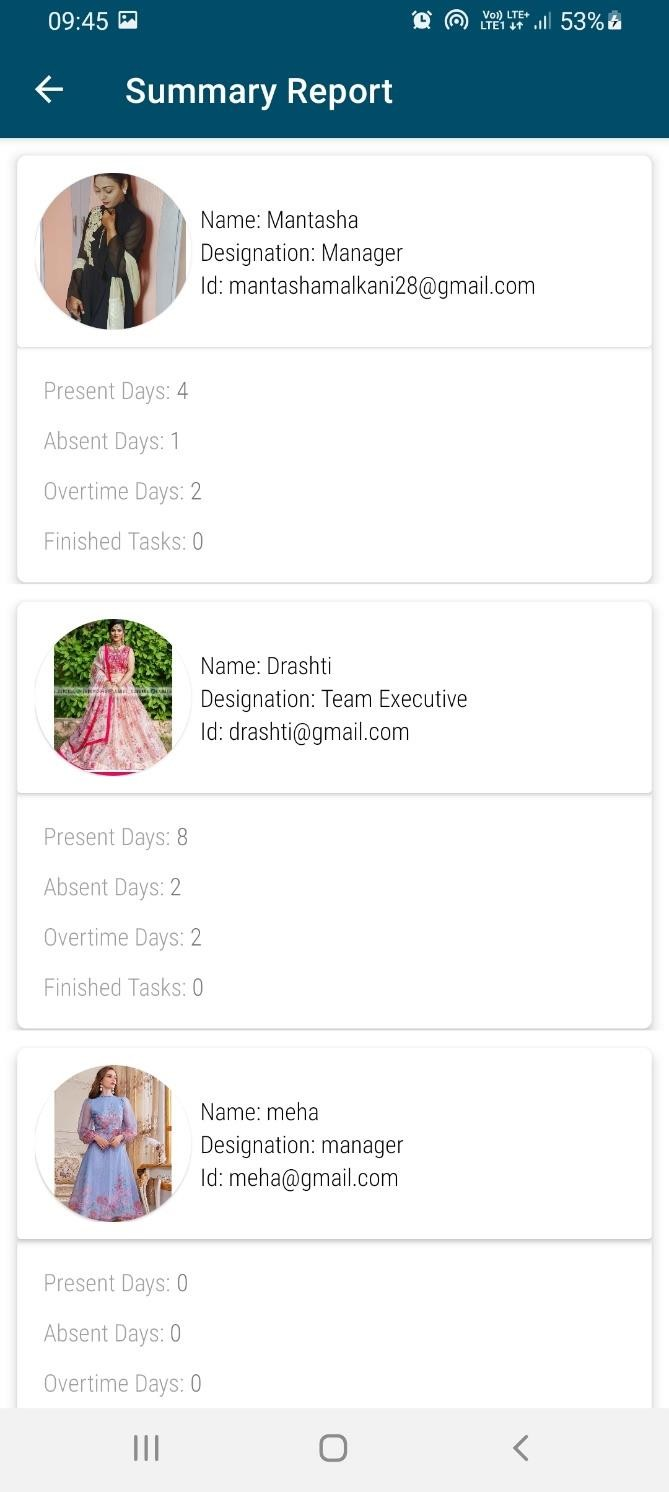 09:45
Vo)) LTE+
LTE1
53%
Summary Report
Name: Mantasha
Designation: Manager
Id: mantashamalkani28@gmail.com
Present Days: 4
Absent Days: 1
Overtime Days: 2
Finished Tasks: 0
Name: Drashti
Designation: Team Executive
Id: drashti@gmail.com
Present Days: 8
Absent Days: 2
Overtime Days: 2
Finished Tasks: 0
Name: meha
Designation: manager
Id: meha@gmail.com
Present Days: 0
Absent Days: 0
Overtime Days: 0